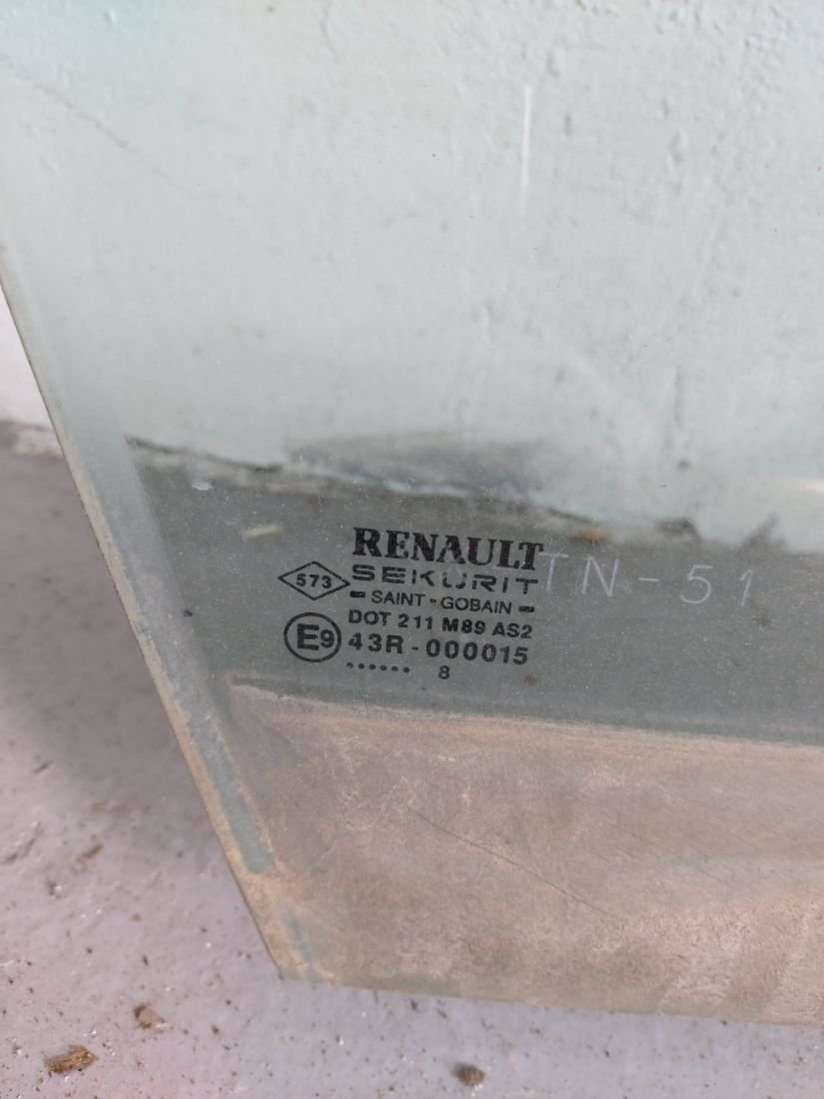 RENAULT
573 SEKURIT TN-51
- SAINT-GOBAIN -
DOT 211 M89 AS2
E9 43R-000015
...... 8